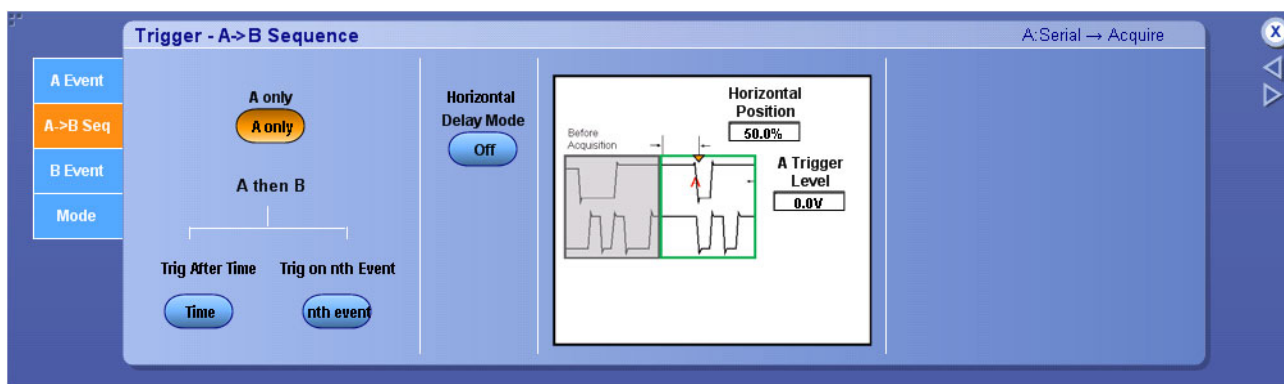 Trigger - A->B Sequence
A:Serial → Acquire
X
A Event
A->B Seq
B Event
Mode
A only
A only
A then B
Trig After Time
Time
Trig on nth Event
nth event
Horizontal
Delay Mode
Off
Before
Acquisition
Horizontal
Position
50.0%
A
A Trigger
Level
0.0V